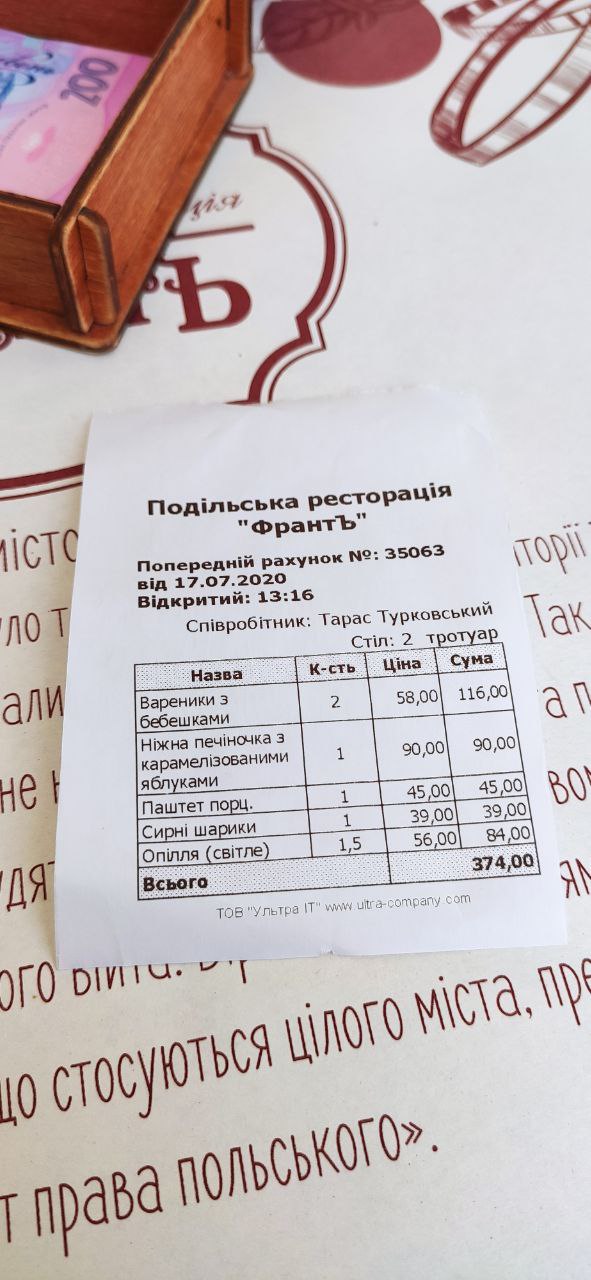 200
ція
Ъ
Подільська ресторація
"ФрантЪ"
Попередній рахунок №: 35063
від 17.07.2020
Відкритий: 13:16
Співробітник: Тарас Турковський
Стіл: 2 тротуар
Назва К-сть Ціна Сума
Вареники з бебешками 2 58,00 116,00
Ніжна печіночка з карамелізованими яблуками 1 90,00 90,00
Паштет порц. 1 45,00 45,00
Сирні шарики 1 39,00 39,00
Опілля (світле) 1,5 56,00 84,00
Всього 374,00
ТОВ "Ультра ІТ" www.ultra-company.com
що стосуються цілого міста, пре
т права польського».